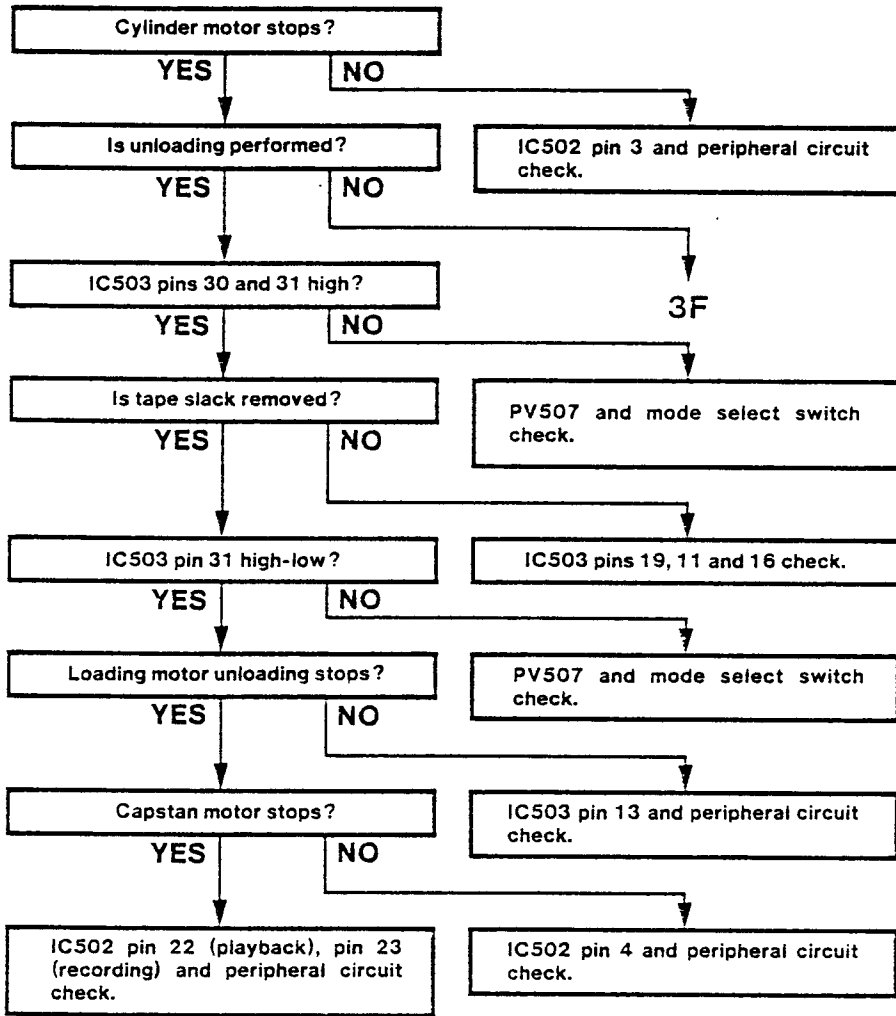 Cylinder motor stops?
YES NO
Is unloading performed?
IC502 pin 3 and peripheral circuit
check.
YES NO
IC503 pins 30 and 31 high?
3F
YES NO
Is tape slack removed?
PV507 and mode select switch
check.
YES NO
IC503 pin 31 high-low?
IC503 pins 19, 11 and 16 check.
YES NO
Loading motor unloading stops?
PV507 and mode select switch
check.
YES NO
Capstan motor stops?
IC503 pin 13 and peripheral circuit
check.
YES NO
IC502 pin 22 (playback), pin 23
(recording) and peripheral circuit
check.
IC502 pin 4 and peripheral circuit
check.